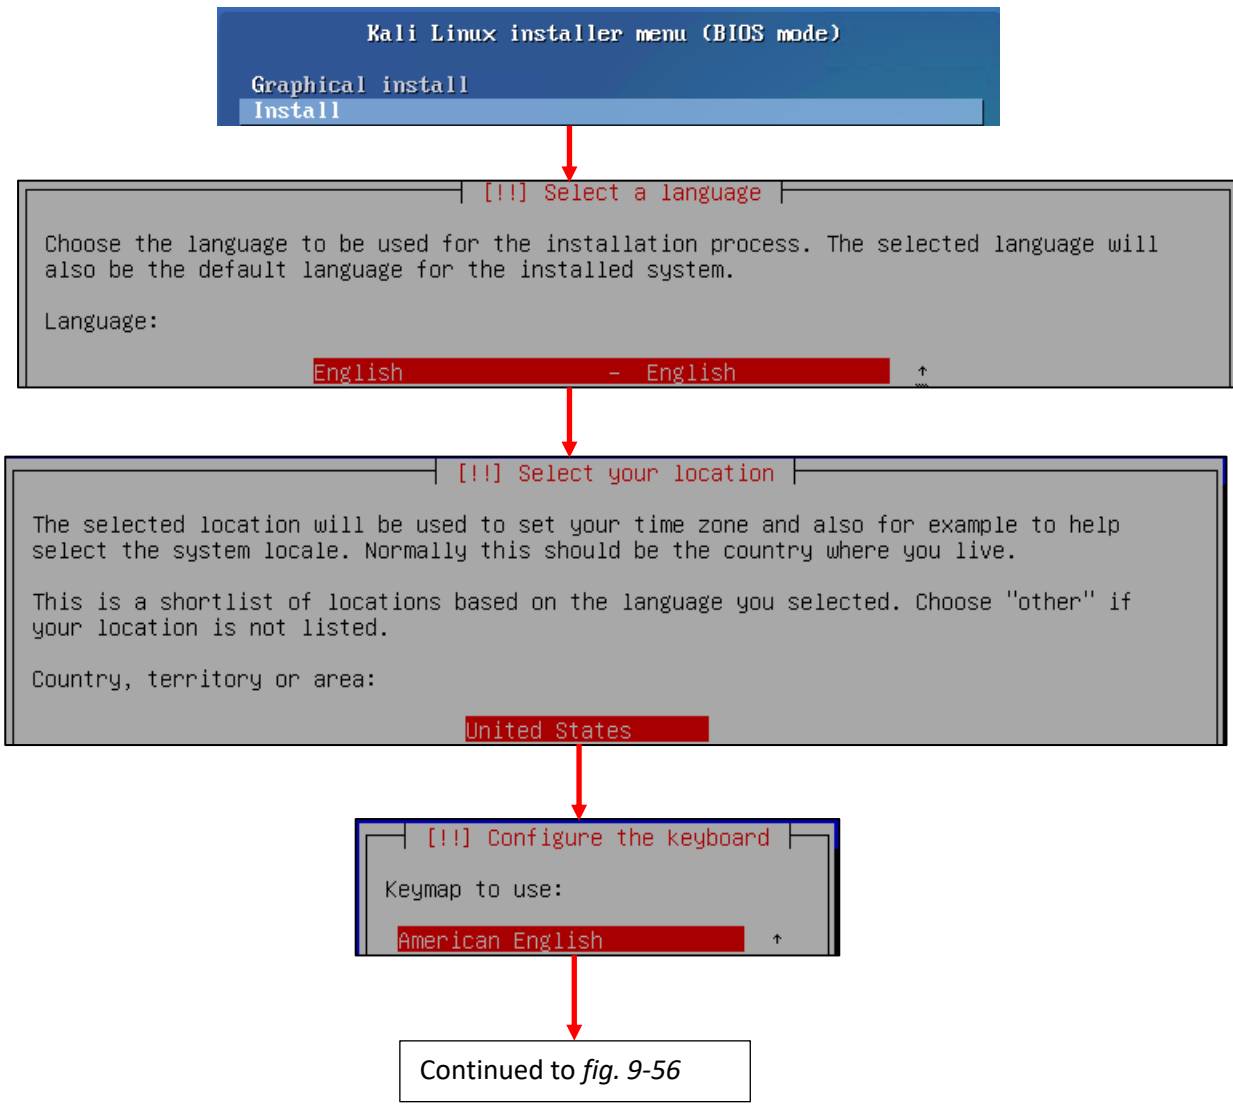 Kali Linux installer menu (BIOS mode)
Graphical install
Install
[!!] Select a language
Choose the language to be used for the installation process. The selected language will
also be the default language for the installed system.
Language:
English - English ↑
[!!] Select your location
The selected location will be used to set your time zone and also for example to help
select the system locale. Normally this should be the country where you live.
This is a shortlist of locations based on the language you selected. Choose "other" if
your location is not listed.
Country, territory or area:
United States
[!!] Configure the keyboard
Keymap to use:
American English ↑
Continued to fig. 9-56